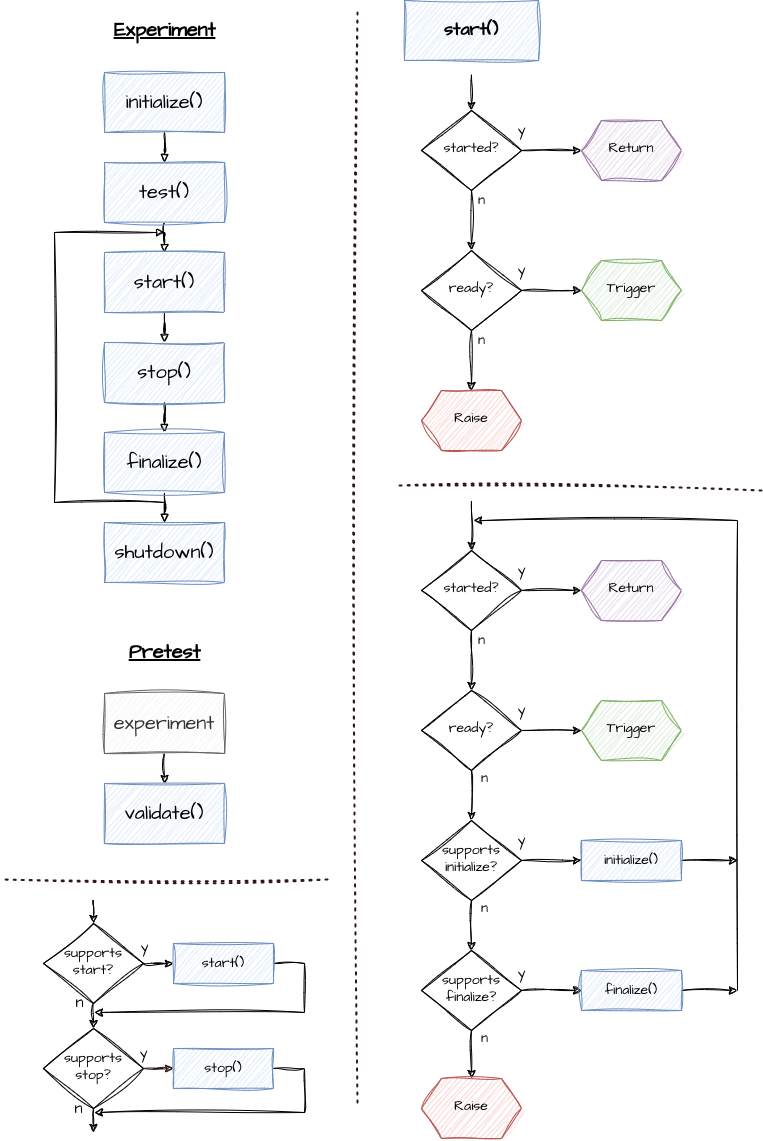 Experiment
initialize()
test()
start()
stop()
finalize()
shutdown()
Pretest
experiment
validate()
supports
start?
y
start()
n
supports
stop?
y
stop()
n
start()
started?
y
Return
n
ready?
y
Trigger
n
Raise
started?
y
Return
n
ready?
y
Trigger
n
supports
initialize?
y
initialize()
n
supports
finalize?
y
finalize()
n
Raise